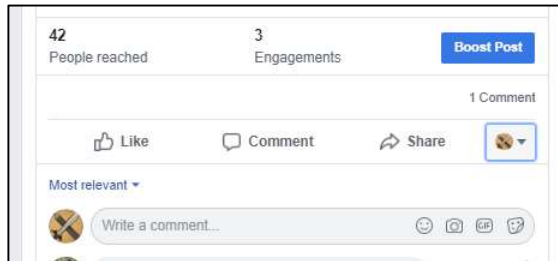 42 3
People reached Engagements Boost Post
1 Comment
Like Comment Share
Most relevant
Write a comment...
GIF